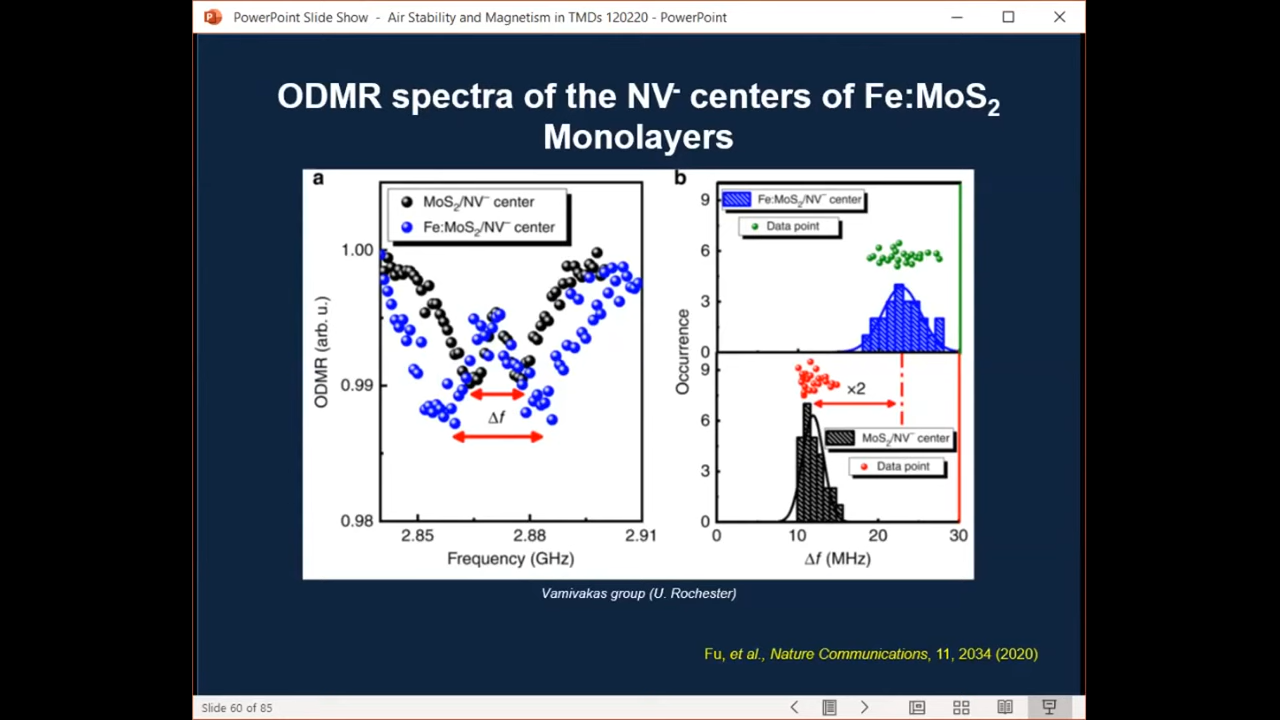 PowerPoint Slide Show - Air Stability and Magnetism in TMDs 120220 - PowerPoint
ODMR spectra of the NV⁻ centers of Fe:MoS₂
Monolayers
a
MoS₂/NV⁻ center
Fe:MoS₂/NV⁻ center
1.00
0.99
0.98
ODMR (arb. u.)
Δf
2.85 2.88 2.91
Frequency (GHz)
b
Fe:MoS₂/NV⁻ center
Data point
9
6
3
0
Occurrence
9
6
3
0
×2
MoS₂/NV⁻ center
Data point
0 10 20 30
Δf (MHz)
Vamivakas group (U. Rochester)
Fu, et al., Nature Communications, 11, 2034 (2020)
Slide 60 of 85